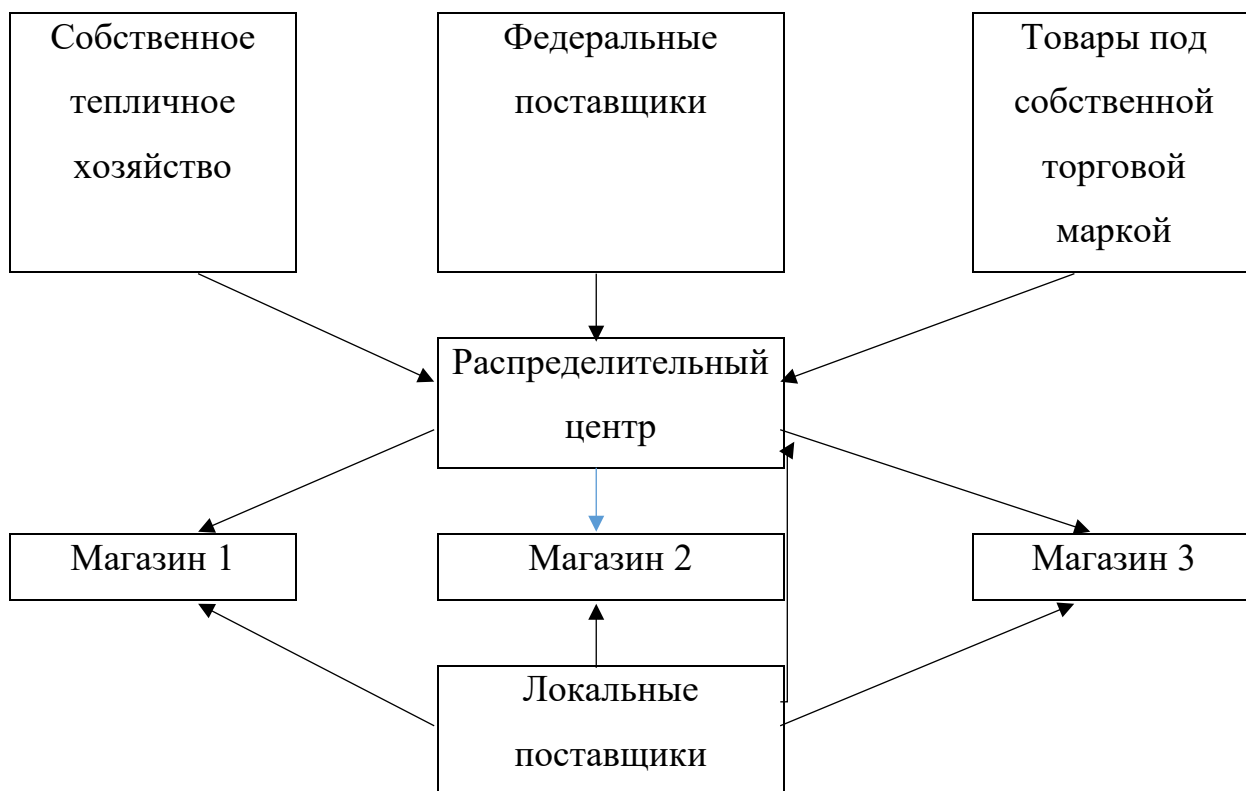 Собственное
тепличное
хозяйство
Федеральные
поставщики
Товары под
собственной
торговой
маркой
Распределительный
центр
Магазин 1
Магазин 2
Магазин 3
Локальные
поставщики